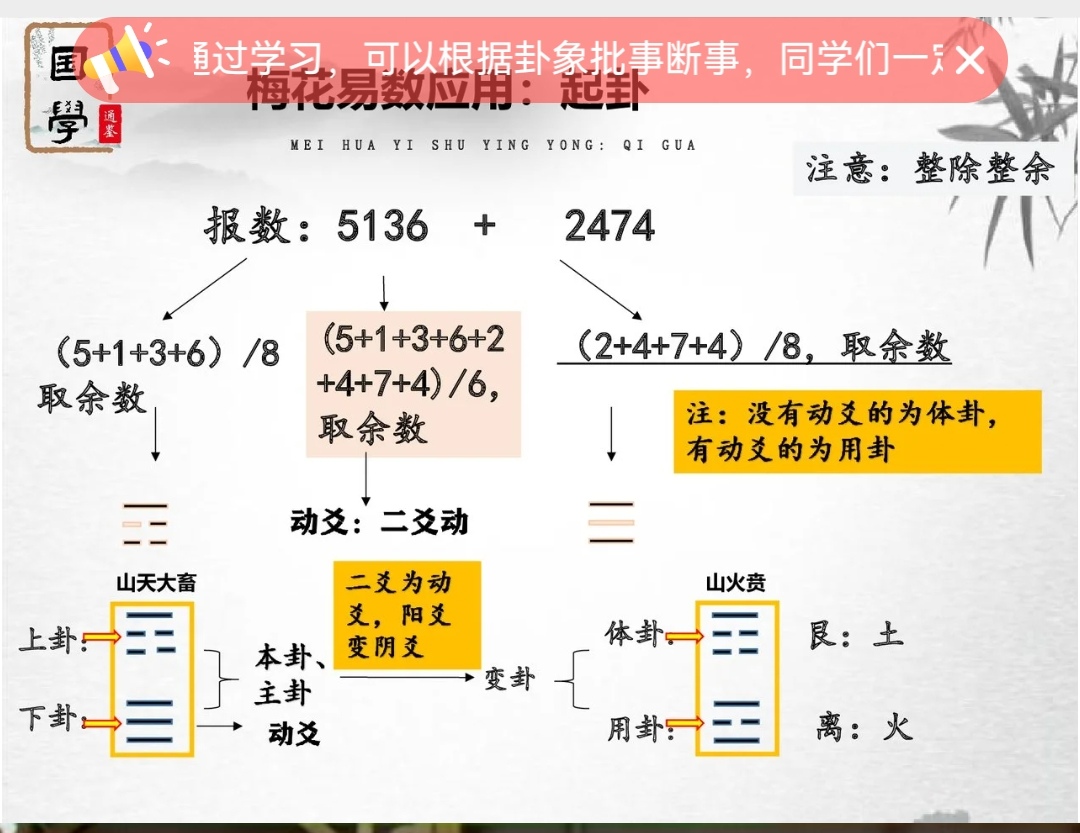 国
學
通鉴
通过学习，可以根据卦象批事断事，同学们一定
梅花易数应用：起卦
MEI HUA YI SHU YING YONG: QI GUA
注意：整除整余
报数：5136 + 2474
（5+1+3+6）/8
取余数
(5+1+3+6+2
+4+7+4)/6，
取余数
（2+4+7+4）/8，取余数
注：没有动爻的为体卦，
有动爻的为用卦
动爻：二爻动
山天大畜
二爻为动
爻，阳爻
变阴爻
山火贲
上卦：
下卦：
本卦、
主卦
动爻
变卦
体卦：
艮：土
用卦：
离：火